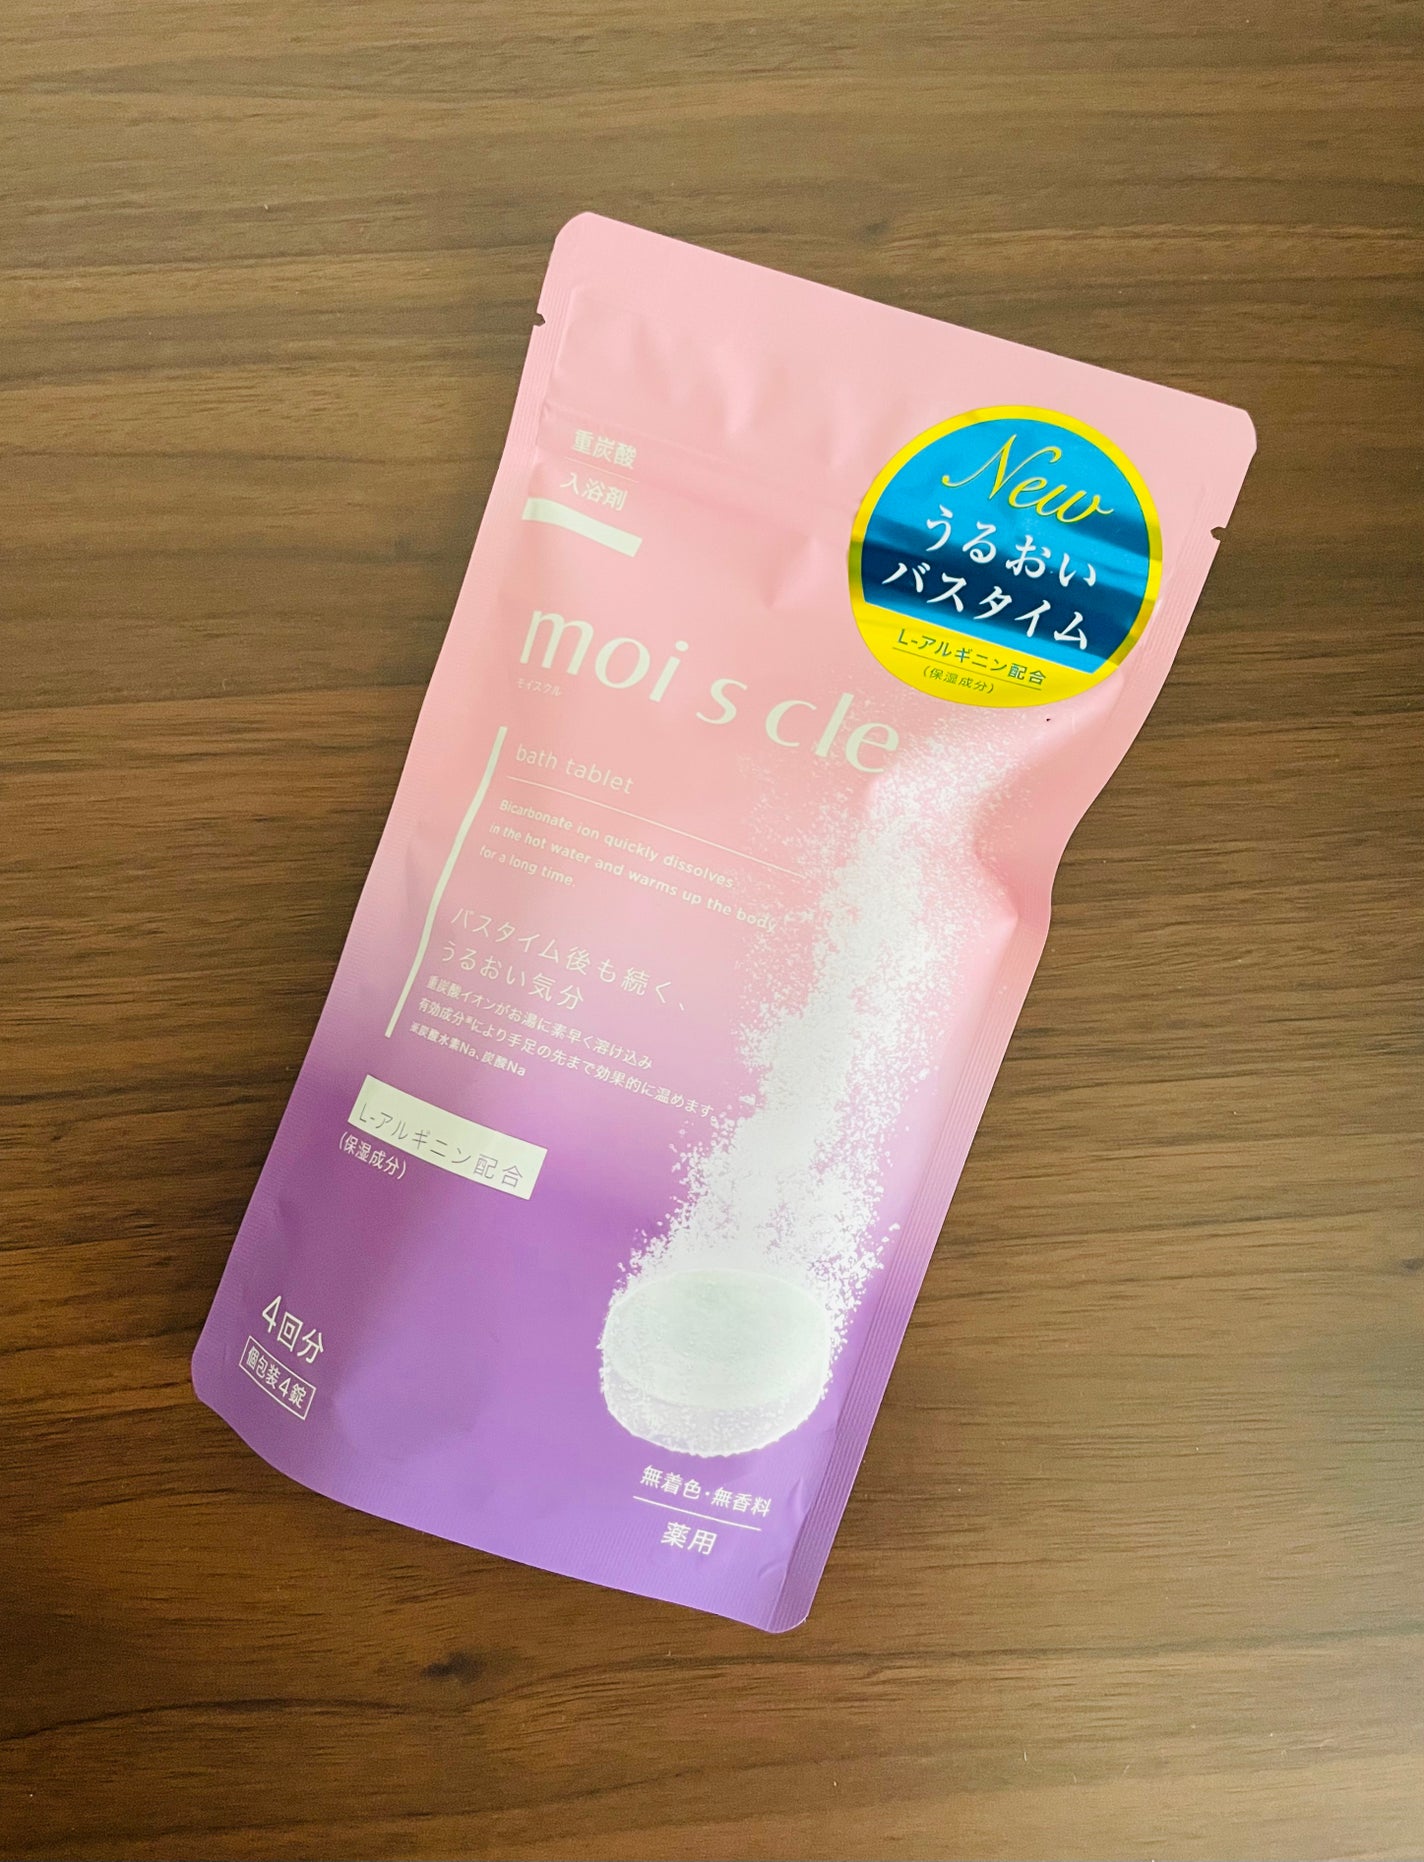 重炭酸
入浴剤
New
うるおい
バスタイム
L-アルギニン配合
(保湿成分)
moiscle
モイスクル
bath tablet
Bicarbonate ion quickly dissolves
in the hot water and warms up the body
for a long time.
バスタイム後も続く、
うるおい気分
重炭酸イオンがお湯に素早く溶け込み
有効成分※により手足の先まで効果的に温めます。
※炭酸水素Na、炭酸Na
L-アルギニン配合
(保湿成分)
4回分
個包装4錠
無着色・無香料
薬用